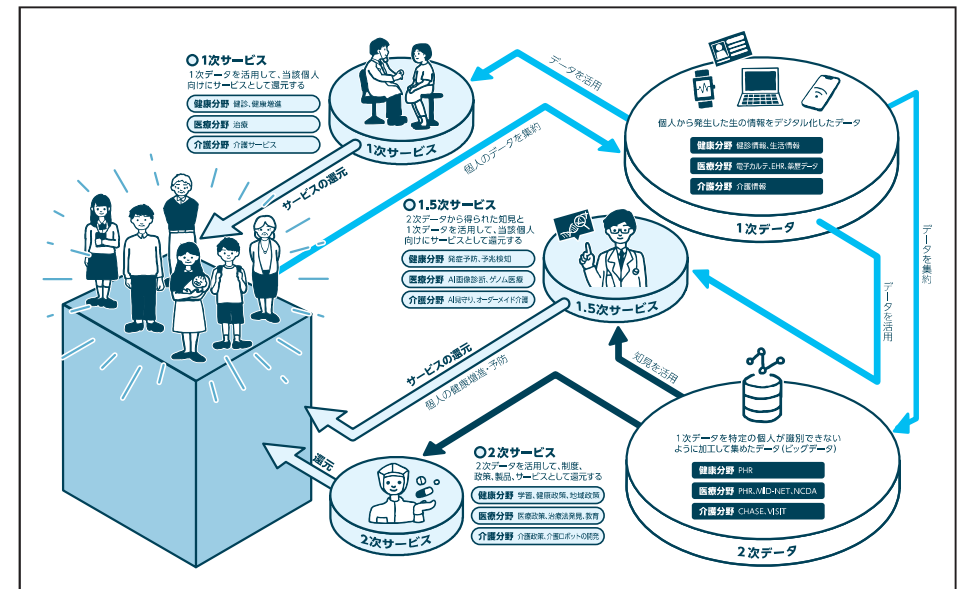 1次サービス
1次データを活用して、当該個人
向けにサービスとして還元する
健康分野 健診、健康増進
医療分野 治療
介護分野 介護サービス
1次サービス
データを活用
個人のデータを集約
サービスの還元
個人から発生した生の情報をデジタル化したデータ
健康分野 健診情報、生活情報
医療分野 電子カルテ、EHR、薬歴データ
介護分野 介護情報
1次データ
1.5次サービス
2次データから得られた知見と
1次データを活用して、当該個人
向けにサービスとして還元する
健康分野 発症予防、予兆検知
医療分野 AI画像診断、ゲノム医療
介護分野 AI見守り、オーダーメイド介護
1.5次サービス
データを集約
データを活用
サービスの還元
個人の健康増進・予防
知見を活用
1次データを特定の個人が識別できない
ように加工して集めたデータ(ビッグデータ)
健康分野 PHR
医療分野 PHR、MID-NET、NCDA
介護分野 CHASE、VISIT
2次データ
還元
2次サービス
2次データを活用して、制度、
政策、製品、サービスとして還元する
健康分野 学習、健康政策、地域政策
医療分野 医療政策、治療法発見、教育
介護分野 介護政策、介護ロボットの開発
2次サービス